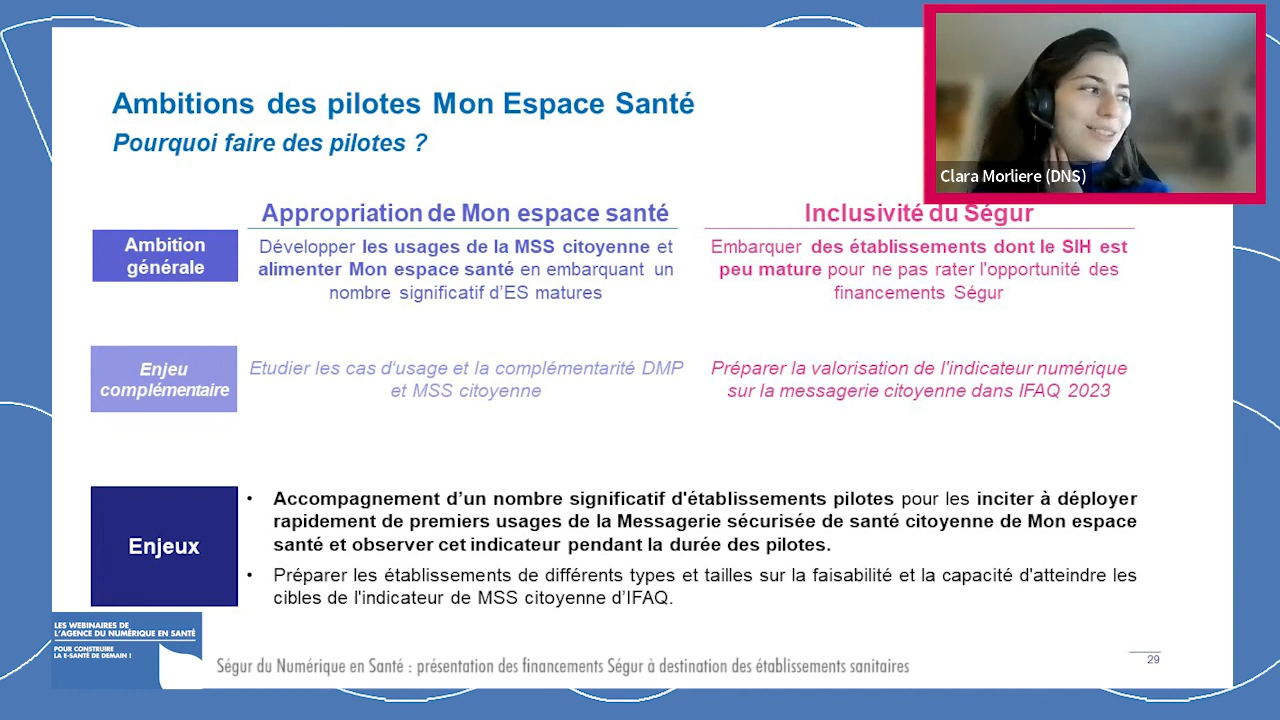 Ambitions des pilotes Mon Espace Santé
Pourquoi faire des pilotes ?
Clara Morliere (DNS)
Appropriation de Mon espace santé
Inclusivité du Ségur
Ambition
générale
Développer les usages de la MSS citoyenne et
alimenter Mon espace santé en embarquant un
nombre significatif d'ES matures
Embarquer des établissements dont le SIH est
peu mature pour ne pas rater l'opportunité des
financements Ségur
Enjeu
complémentaire
Etudier les cas d'usage et la complémentarité DMP
et MSS citoyenne
Préparer la valorisation de l'indicateur numérique
sur la messagerie citoyenne dans IFAQ 2023
Enjeux
• Accompagnement d'un nombre significatif d'établissements pilotes pour les inciter à déployer
rapidement de premiers usages de la Messagerie sécurisée de santé citoyenne de Mon espace
santé et observer cet indicateur pendant la durée des pilotes.
• Préparer les établissements de différents types et tailles sur la faisabilité et la capacité d'atteindre les
cibles de l'indicateur de MSS citoyenne d'IFAQ.
LES WEBINAIRES DE
L'AGENCE DU NUMÉRIQUE EN SANTÉ
POUR CONSTRUIRE
LA E-SANTÉ DE DEMAIN !
Ségur du Numérique en Santé : présentation des financements Ségur à destination des établissements sanitaires
29